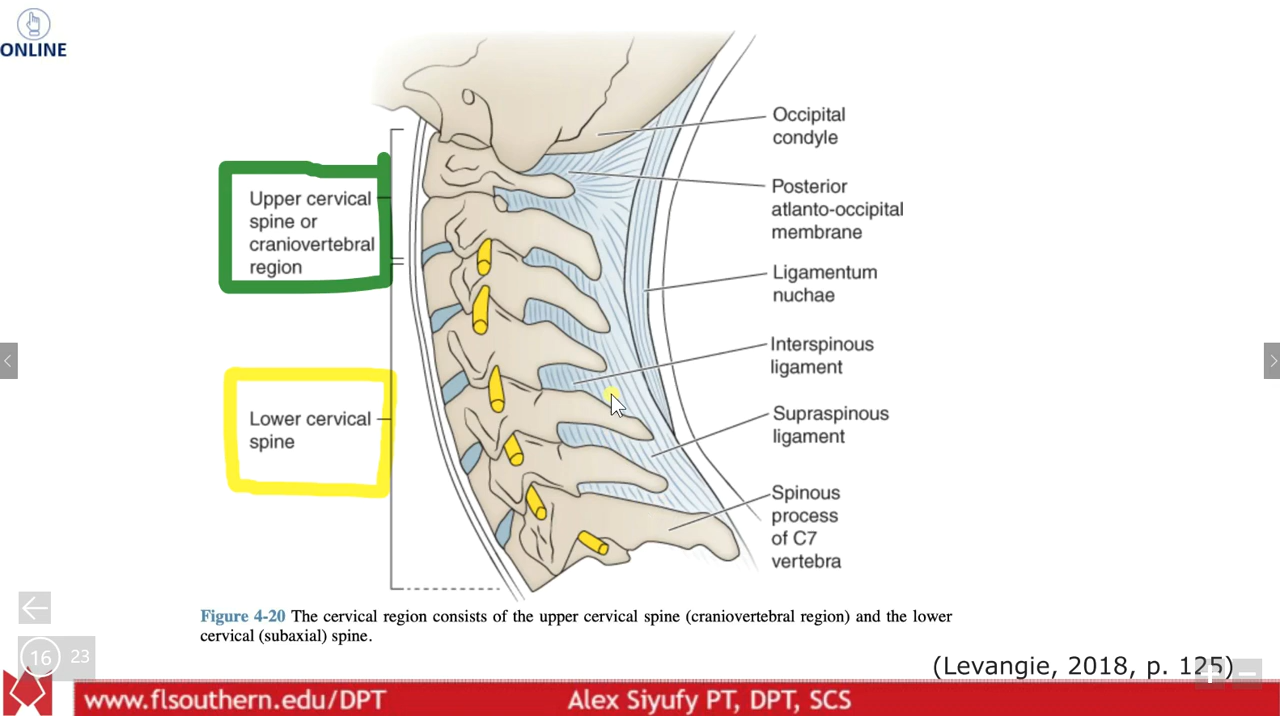 ONLINE
Occipital
condyle
Posterior
atlanto-occipital
membrane
Upper cervical
spine or
craniovertebral
region
Ligamentum
nuchae
Interspinous
ligament
Lower cervical
spine
Supraspinous
ligament
Spinous
process
of C7
vertebra
Figure 4-20 The cervical region consists of the upper cervical spine (craniovertebral region) and the lower
cervical (subaxial) spine.
16 23
(Levangie, 2018, p. 125)
www.flsouthern.edu/DPT
Alex Siyufy PT, DPT, SCS